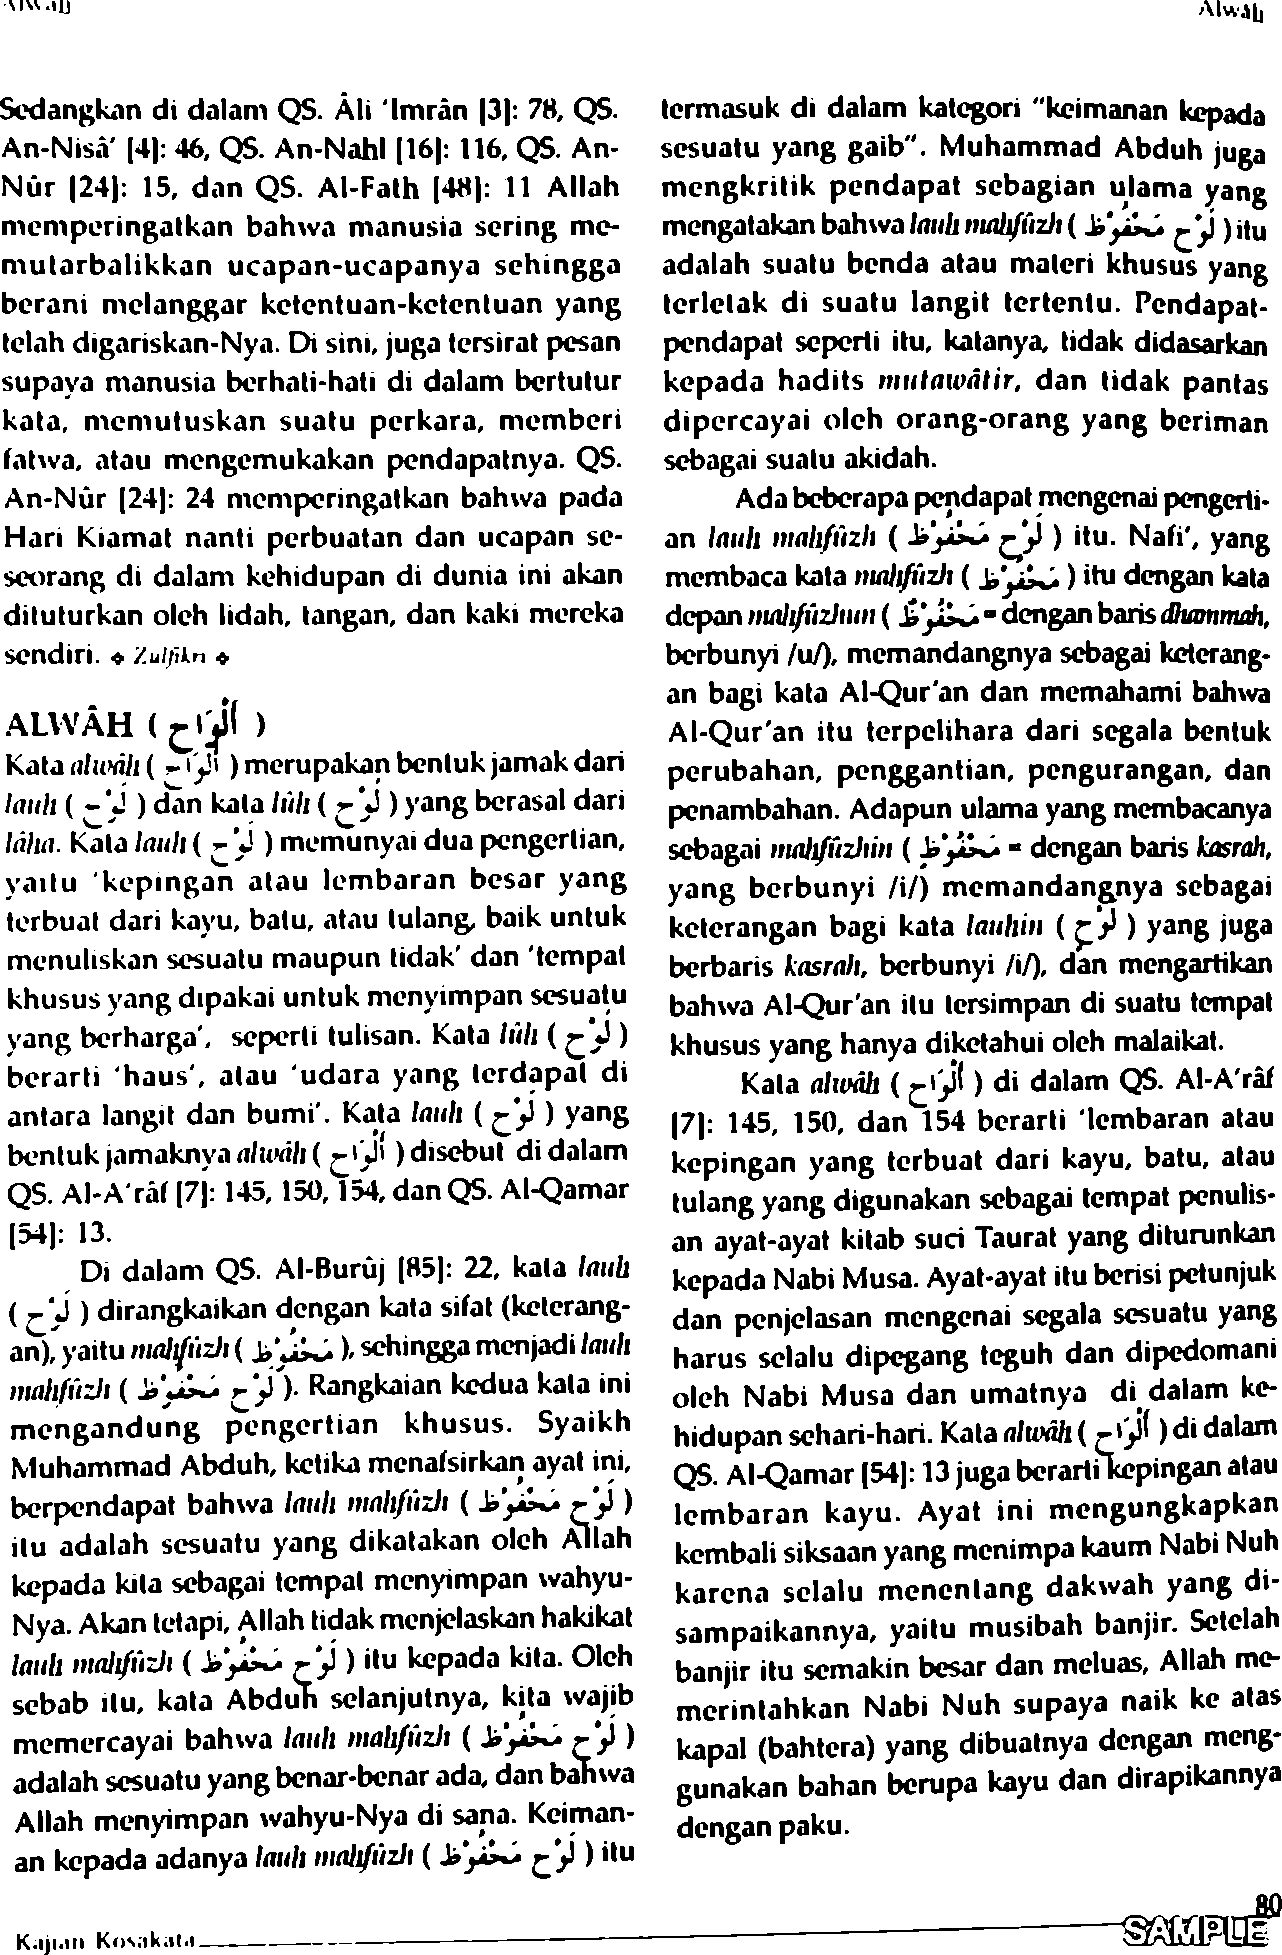 Alwâh
Alwâh
Sedangkan di dalam QS. Âli 'Imrân [3]: 78, QS.
An-Nisâ' [4]: 46, QS. An-Nahl [16]: 116, QS. An-
Nûr [24]: 15, dan QS. Al-Fath [48]: 11 Allah
memperingatkan bahwa manusia sering me-
mutarbalikkan ucapan-ucapanya sehingga
berani melanggar ketentuan-ketentuan yang
telah digariskan-Nya. Di sini, juga tersirat pesan
supaya manusia berhati-hati di dalam bertutur
kata, memutuskan suatu perkara, memberi
fatwa, atau mengemukakan pendapatnya. QS.
An-Nûr [24]: 24 memperingatkan bahwa pada
Hari Kiamat nanti perbuatan dan ucapan se-
seorang di dalam kehidupan di dunia ini akan
dituturkan oleh lidah, tangan, dan kaki mereka
sendiri. ❖ Zulfikri ❖
ALWÂH ( أَلْوَاح )
Kata alwâh ( أَلْوَاح ) merupakan bentuk jamak dari
lauh ( لَوْح ) dan kata lûh ( لُوْح ) yang berasal dari
lâha. Kata lauh ( لَوْح ) memunyai dua pengertian,
yaitu 'kepingan atau lembaran besar yang
terbuat dari kayu, batu, atau tulang, baik untuk
menuliskan sesuatu maupun tidak' dan 'tempat
khusus yang dipakai untuk menyimpan sesuatu
yang berharga', seperti tulisan. Kata lûh ( لُوْح )
berarti 'haus', atau 'udara yang terdapat di
antara langit dan bumi'. Kata lauh ( لَوْح ) yang
bentuk jamaknya alwâh ( أَلْوَاح ) disebut di dalam
QS. Al-A'râf [7]: 145, 150, 154, dan QS. Al-Qamar
[54]: 13.
Di dalam QS. Al-Burûj [85]: 22, kata lauh
( لَوْح ) dirangkaikan dengan kata sifat (keterang-
an), yaitu mahfûzh ( مَحْفُوْظ ), sehingga menjadi lauh
mahfûzh ( لَوْح مَحْفُوْظ ). Rangkaian kedua kata ini
mengandung pengertian khusus. Syaikh
Muhammad Abduh, ketika menafsirkan ayat ini,
berpendapat bahwa lauh mahfûzh ( لَوْح مَحْفُوْظ )
itu adalah sesuatu yang dikatakan oleh Allah
kepada kita sebagai tempat menyimpan wahyu-
Nya. Akan tetapi, Allah tidak menjelaskan hakikat
lauh mahfûzh ( لَوْح مَحْفُوْظ ) itu kepada kita. Oleh
sebab itu, kata Abduh selanjutnya, kita wajib
memercayai bahwa lauh mahfûzh ( لَوْح مَحْفُوْظ )
adalah sesuatu yang benar-benar ada, dan bahwa
Allah menyimpan wahyu-Nya di sana. Keiman-
an kepada adanya lauh mahfûzh ( لَوْح مَحْفُوْظ ) itu
termasuk di dalam kategori "keimanan kepada
sesuatu yang gaib". Muhammad Abduh juga
mengkritik pendapat sebagian ulama yang
mengatakan bahwa lauh mahfûzh ( لَوْح مَحْفُوْظ ) itu
adalah suatu benda atau materi khusus yang
terletak di suatu langit tertentu. Pendapat-
pendapat seperti itu, katanya, tidak didasarkan
kepada hadits mutawâtir, dan tidak pantas
dipercayai oleh orang-orang yang beriman
sebagai suatu akidah.
Ada beberapa pendapat mengenai pengerti-
an lauh mahfûzh ( لَوْح مَحْفُوْظ ) itu. Nafi', yang
membaca kata mahfûzh ( مَحْفُوْظ ) itu dengan kata
depan mahfûzhun ( مَحْفُوْظٌ = dengan baris dhammah,
berbunyi /u/), memandangnya sebagai keterang-
an bagi kata Al-Qur'an dan memahami bahwa
Al-Qur'an itu terpelihara dari segala bentuk
perubahan, penggantian, pengurangan, dan
penambahan. Adapun ulama yang membacanya
sebagai mahfûzhin ( مَحْفُوْظٍ = dengan baris kasrah,
yang berbunyi /i/) memandangnya sebagai
keterangan bagi kata lauhin ( لَوْحٍ ) yang juga
berbaris kasrah, berbunyi /i/), dan mengartikan
bahwa Al-Qur'an itu tersimpan di suatu tempat
khusus yang hanya diketahui oleh malaikat.
Kata alwâh ( أَلْوَاح ) di dalam QS. Al-A'râf
[7]: 145, 150, dan 154 berarti 'lembaran atau
kepingan yang terbuat dari kayu, batu, atau
tulang yang digunakan sebagai tempat penulis-
an ayat-ayat kitab suci Taurat yang diturunkan
kepada Nabi Musa. Ayat-ayat itu berisi petunjuk
dan penjelasan mengenai segala sesuatu yang
harus selalu dipegang teguh dan dipedomani
oleh Nabi Musa dan umatnya di dalam ke-
hidupan sehari-hari. Kata alwâh ( أَلْوَاح ) di dalam
QS. Al-Qamar [54]: 13 juga berarti kepingan atau
lembaran kayu. Ayat ini mengungkapkan
kembali siksaan yang menimpa kaum Nabi Nuh
karena selalu menentang dakwah yang di-
sampaikannya, yaitu musibah banjir. Setelah
banjir itu semakin besar dan meluas, Allah me-
merintahkan Nabi Nuh supaya naik ke atas
kapal (bahtera) yang dibuatnya dengan meng-
gunakan bahan berupa kayu dan dirapikannya
dengan paku.
Kajian Kosakata
80
SAMPLE